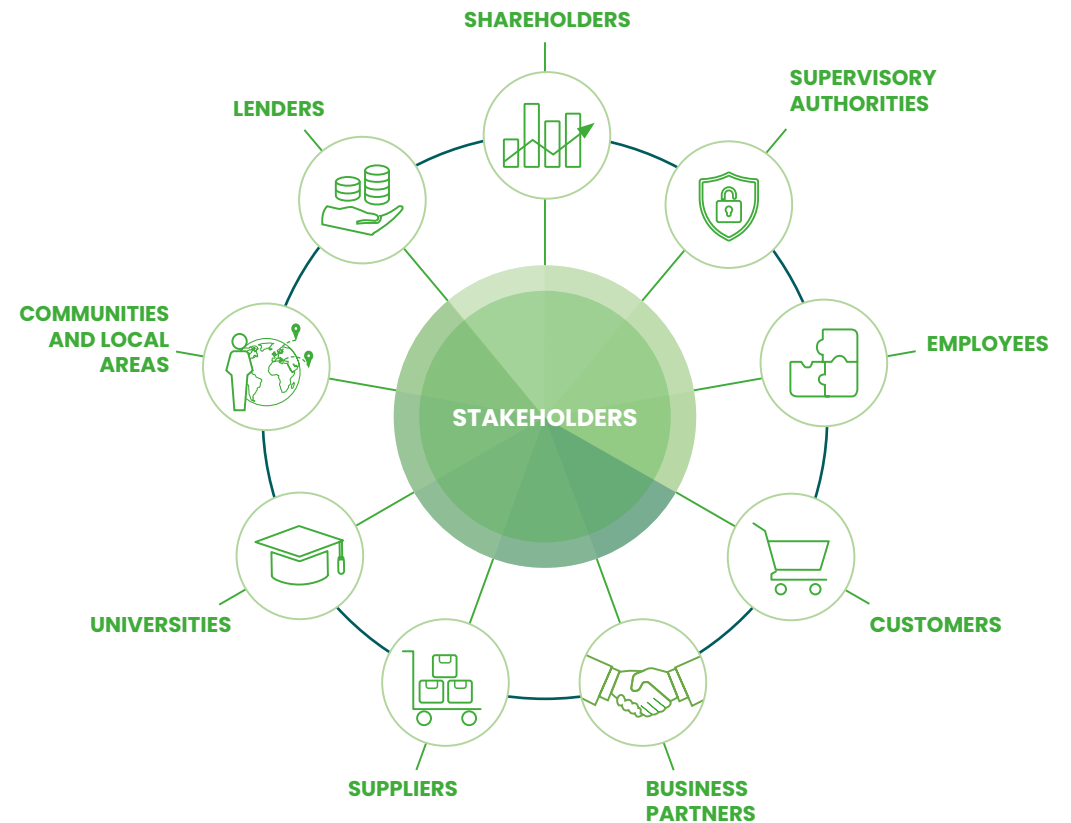 SHAREHOLDERS
SUPERVISORY
AUTHORITIES
LENDERS
COMMUNITIES
AND LOCAL
AREAS
EMPLOYEES
STAKEHOLDERS
UNIVERSITIES
CUSTOMERS
SUPPLIERS
BUSINESS
PARTNERS